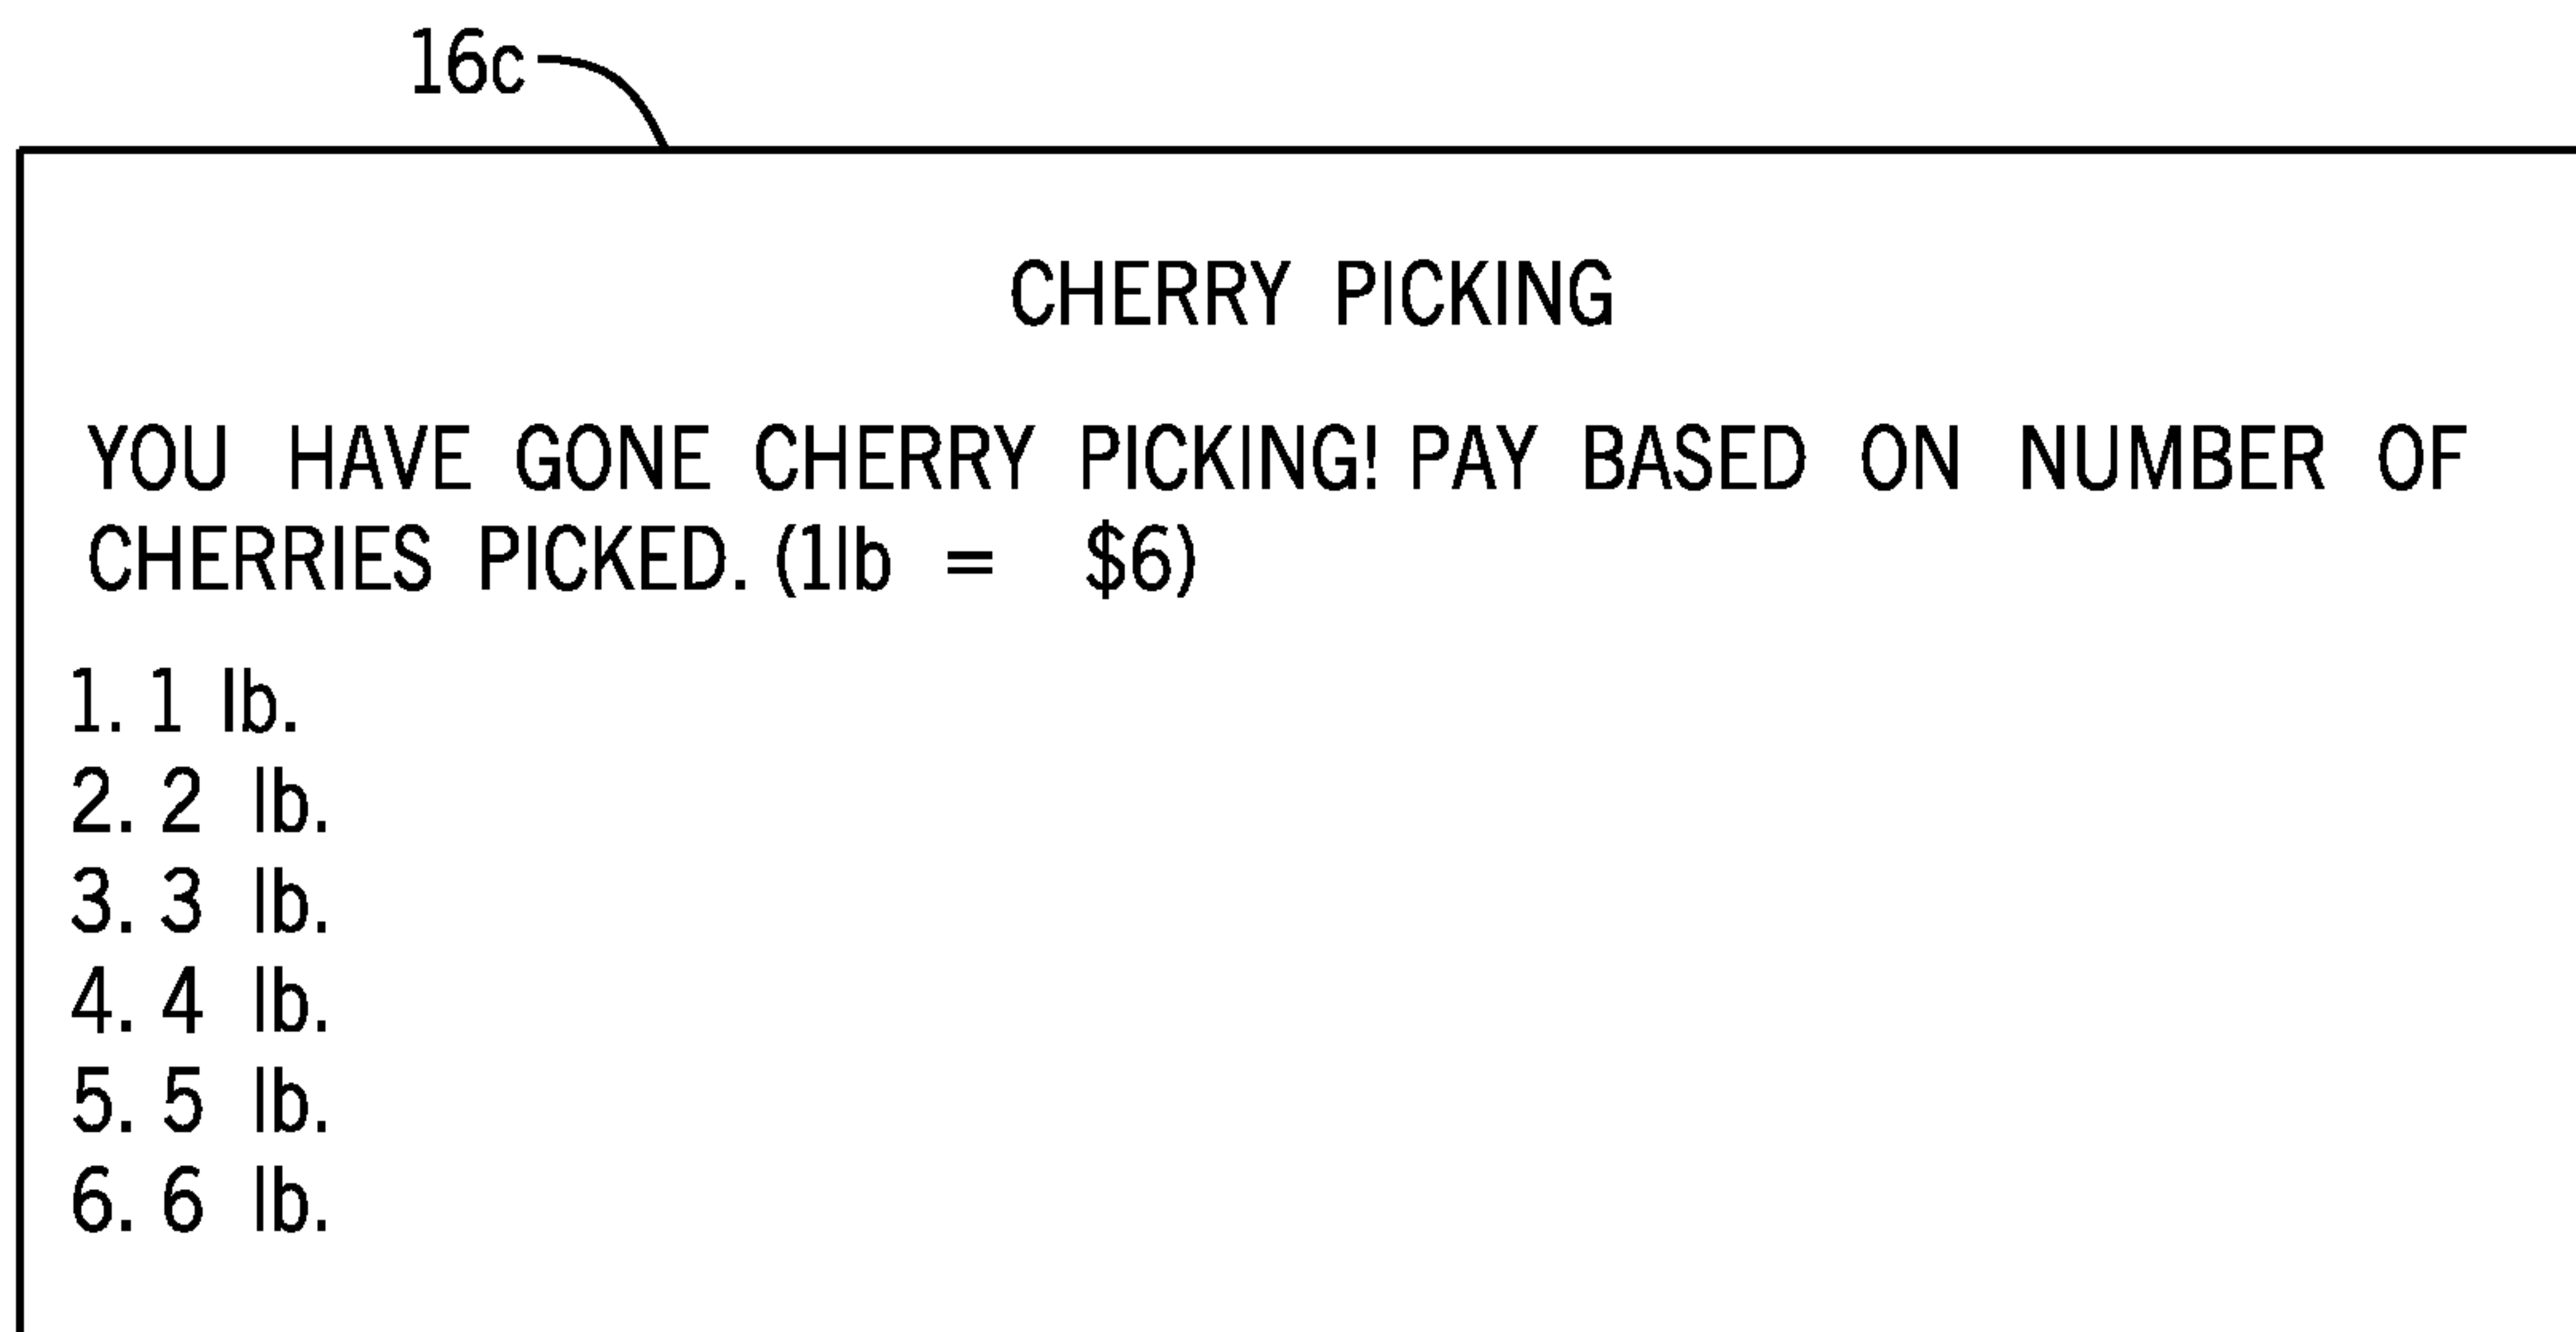 16c
CHERRY PICKING
YOU HAVE GONE CHERRY PICKING! PAY BASED ON NUMBER OF
CHERRIES PICKED. (1lb = $6)
1. 1 lb.
2. 2 lb.
3. 3 lb.
4. 4 lb.
5. 5 lb.
6. 6 lb.